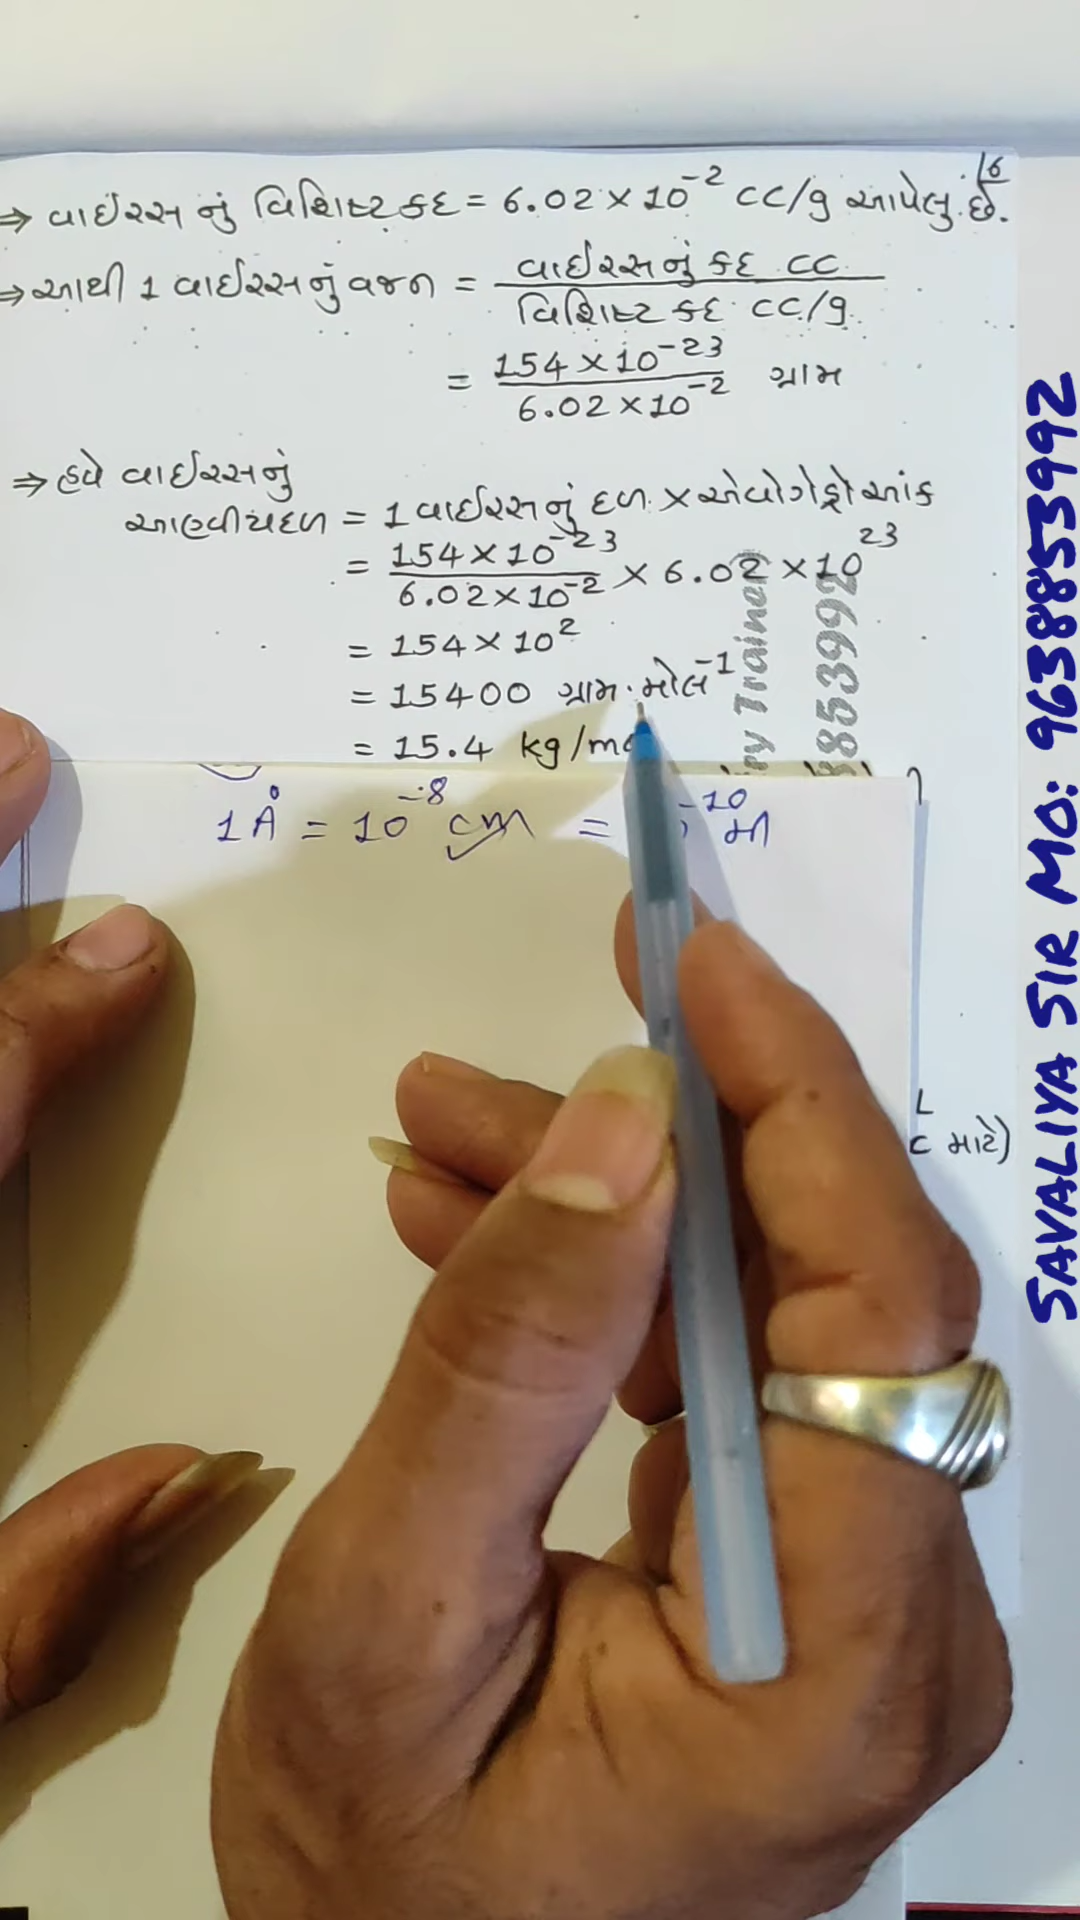 16
⇒ વાઈરસ નું વિશિષ્ટ કદ = 6.02 × 10⁻² CC/g આપેલુ છે.
⇒ આથી 1 વાઈરસનું વજન = વાઈરસનું કદ CC / વિશિષ્ટ કદ CC/g
= 154 × 10⁻²³ / 6.02 × 10⁻² ગ્રામ
⇒ હવે વાઈરસનું
આણ્વીયદળ = 1 વાઈરસનું દળ × એવોગેડ્રો આંક
= 154 × 10⁻²³ / 6.02 × 10⁻² × 6.02 × 10²³
= 154 × 10²
= 15400 ગ્રામ.મોલ⁻¹
= 15.4 kg/m
1 Å = 10⁻⁸ cm = ⁻¹⁰ મી
L
C માટે)
Trainer
853992
SAVALIYA SIR MO: 9638853992